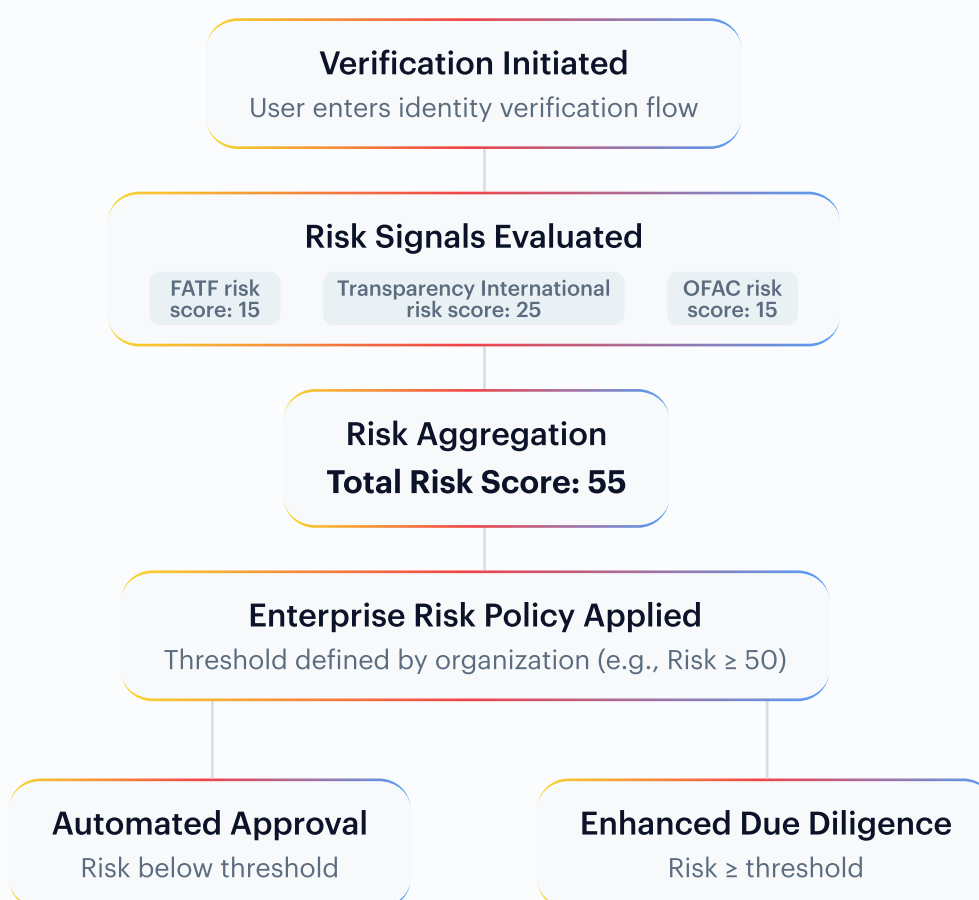 Verification Initiated
User enters identity verification flow
Risk Signals Evaluated
FATF risk
score: 15
Transparency International
risk score: 25
OFAC risk
score: 15
Risk Aggregation
Total Risk Score: 55
Enterprise Risk Policy Applied
Threshold defined by organization (e.g., Risk ≥ 50)
Automated Approval
Risk below threshold
Enhanced Due Diligence
Risk ≥ threshold